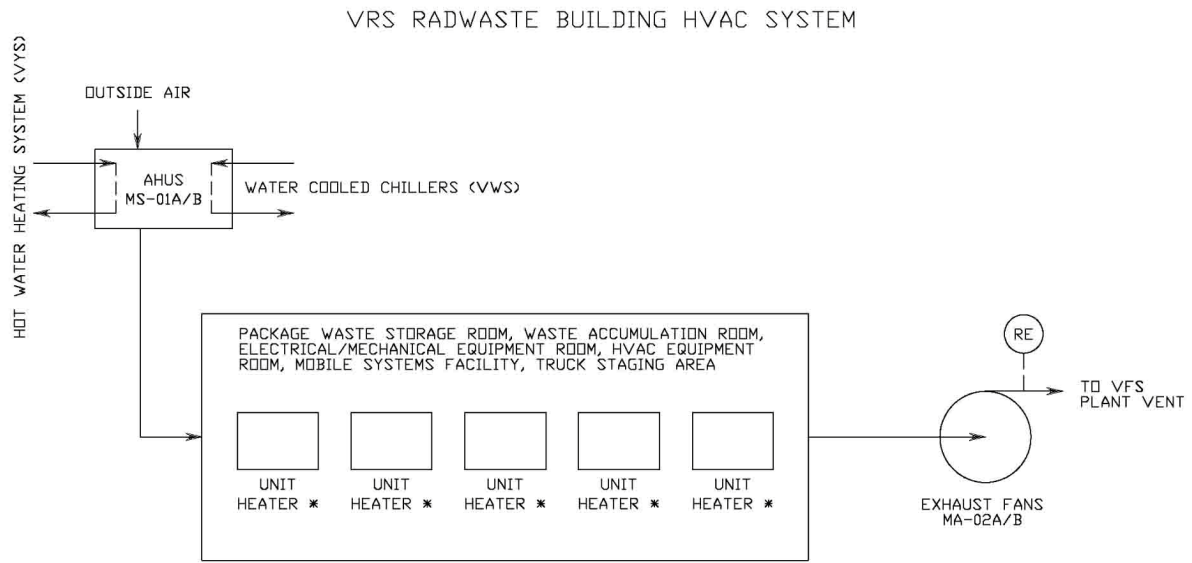 VRS RADWASTE BUILDING HVAC SYSTEM
HOT WATER HEATING SYSTEM (VYS)
OUTSIDE AIR
AHUS
MS-01A/B
WATER COOLED CHILLERS (VWS)
PACKAGE WASTE STORAGE ROOM, WASTE ACCUMULATION ROOM,
ELECTRICAL/MECHANICAL EQUIPMENT ROOM, HVAC EQUIPMENT
ROOM, MOBILE SYSTEMS FACILITY, TRUCK STAGING AREA
UNIT
HEATER *
UNIT
HEATER *
UNIT
HEATER *
UNIT
HEATER *
UNIT
HEATER *
RE
TO VFS
PLANT VENT
EXHAUST FANS
MA-02A/B